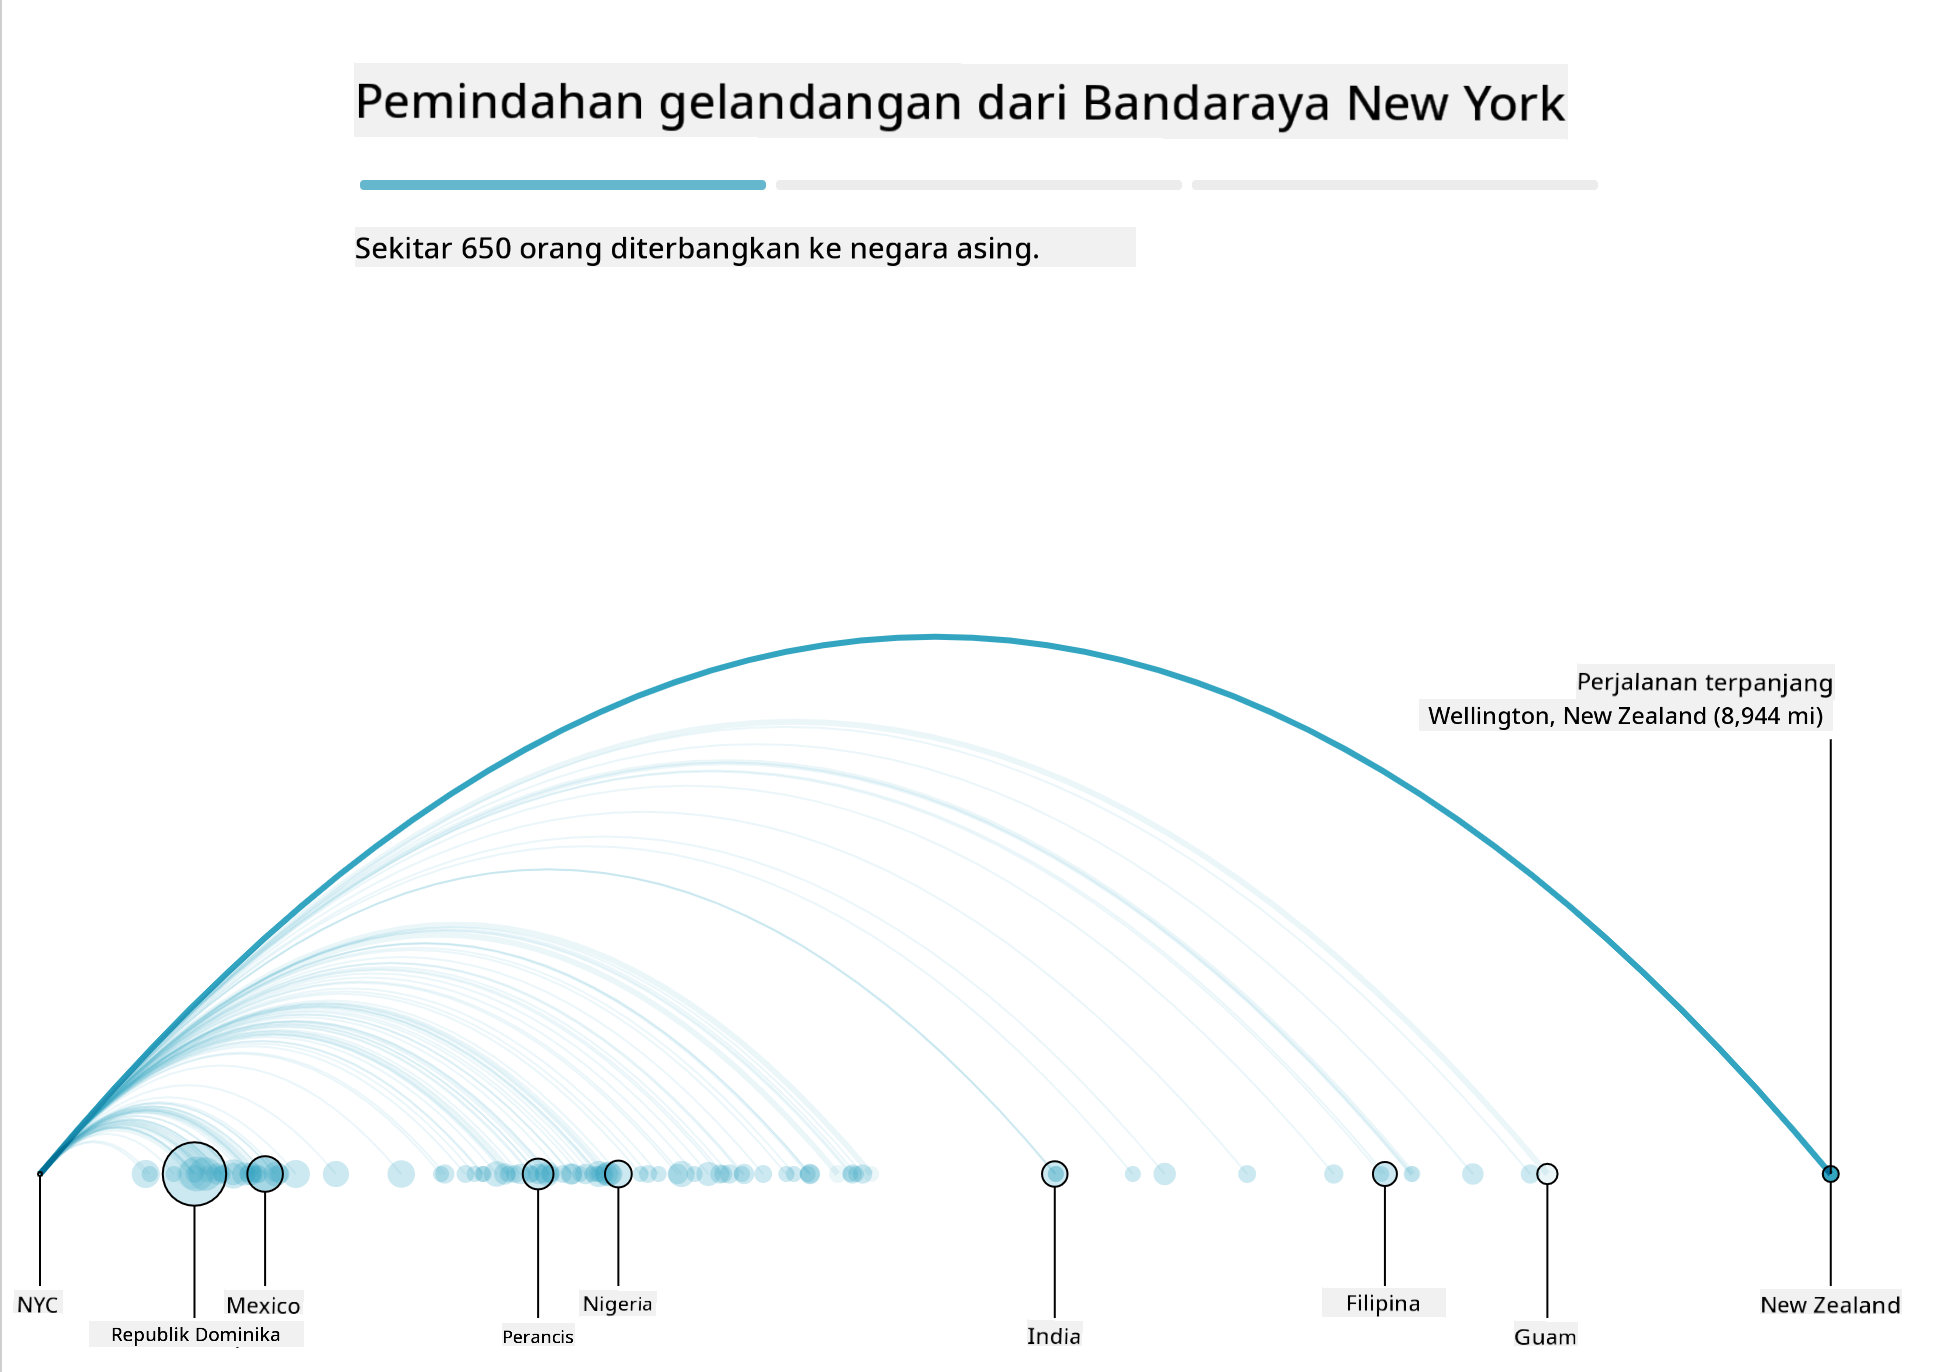 Pemindahan gelandangan dari Bandaraya New York
Sekitar 650 orang diterbangkan ke negara asing.
Perjalanan terpanjang
Wellington, New Zealand (8,944 mi)
NYC
Republik Dominika
Mexico
Perancis
Nigeria
India
Filipina
Guam
New Zealand